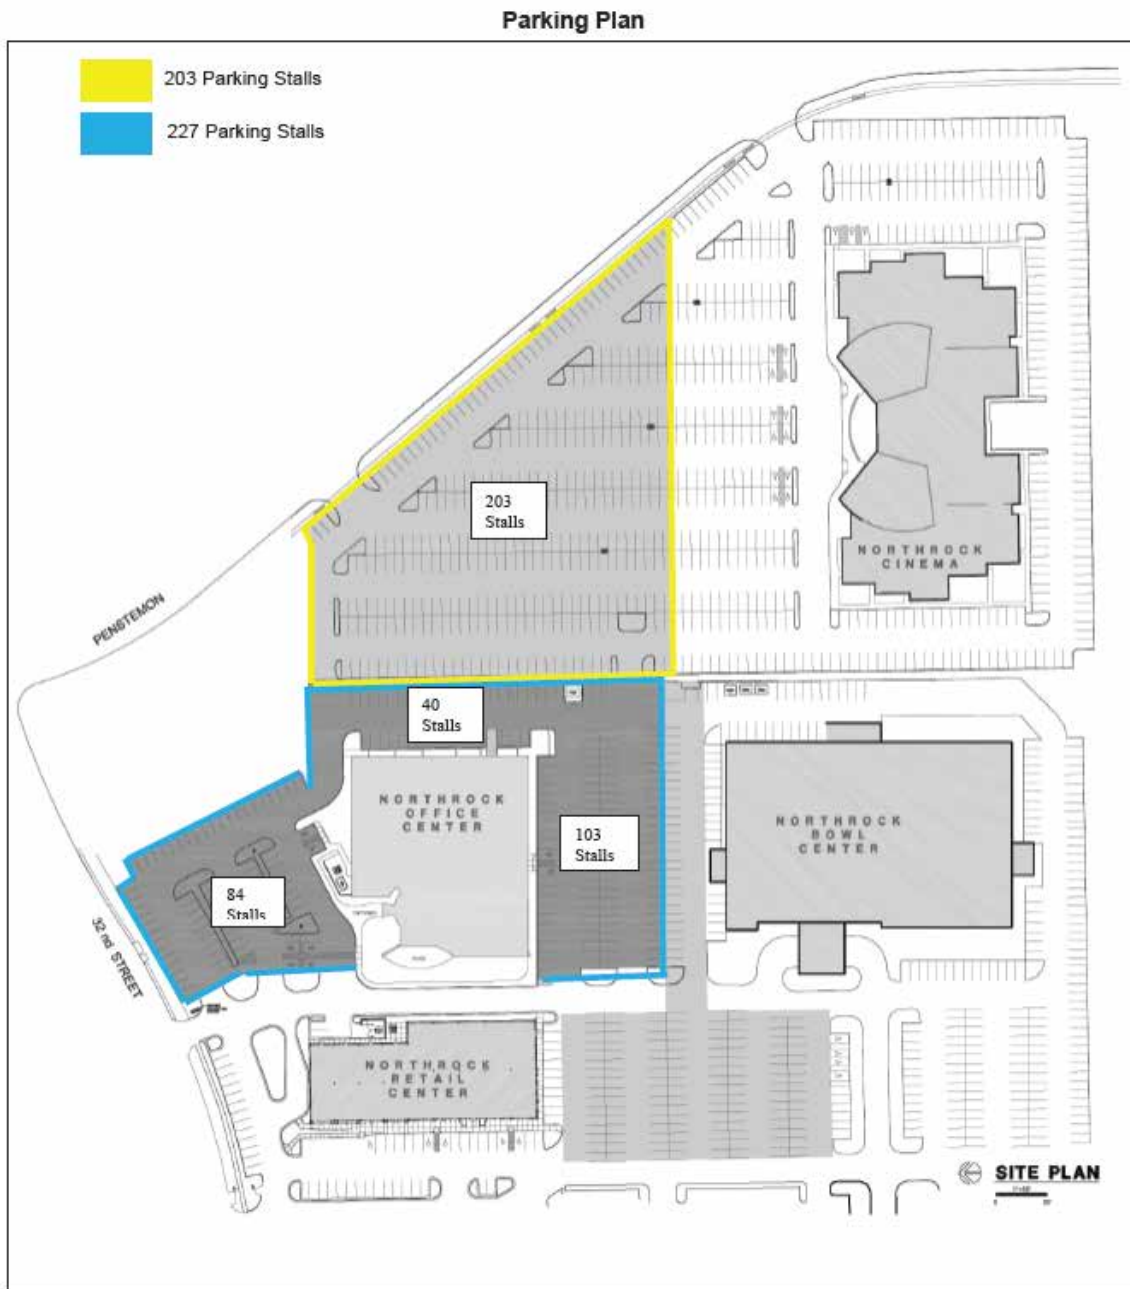 Parking Plan
203 Parking Stalls
227 Parking Stalls
203
Stalls
NORTHROCK
CINEMA
PENSTEMON
40
Stalls
NORTHROCK
OFFICE
CENTER
NORTHROCK
BOWL
CENTER
103
Stalls
84
Stalls
32 nd STREET
NORTHROCK
RETAIL
CENTER
SITE PLAN